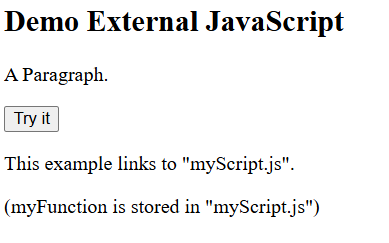 Demo External JavaScript
A Paragraph.
Try it
This example links to "myScript.js".
(myFunction is stored in "myScript.js")